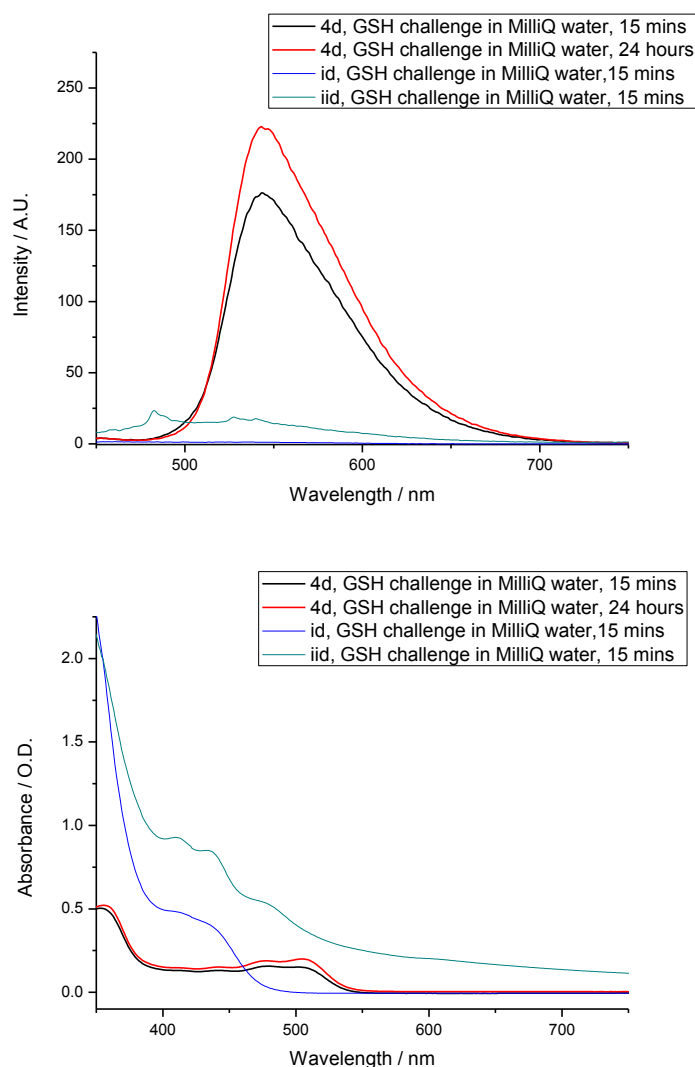 4d, GSH challenge in MilliQ water, 15 mins
4d, GSH challenge in MilliQ water, 24 hours
id, GSH challenge in MilliQ water,15 mins
iid, GSH challenge in MilliQ water, 15 mins
250
200
150
100
50
0
Intensity / A.U.
500
600
700
Wavelength / nm
4d, GSH challenge in MilliQ water, 15 mins
4d, GSH challenge in MilliQ water, 24 hours
id, GSH challenge in MilliQ water,15 mins
iid, GSH challenge in MilliQ water, 15 mins
2.0
1.5
1.0
0.5
0.0
Absorbance / O.D.
400
500
600
700
Wavelength / nm